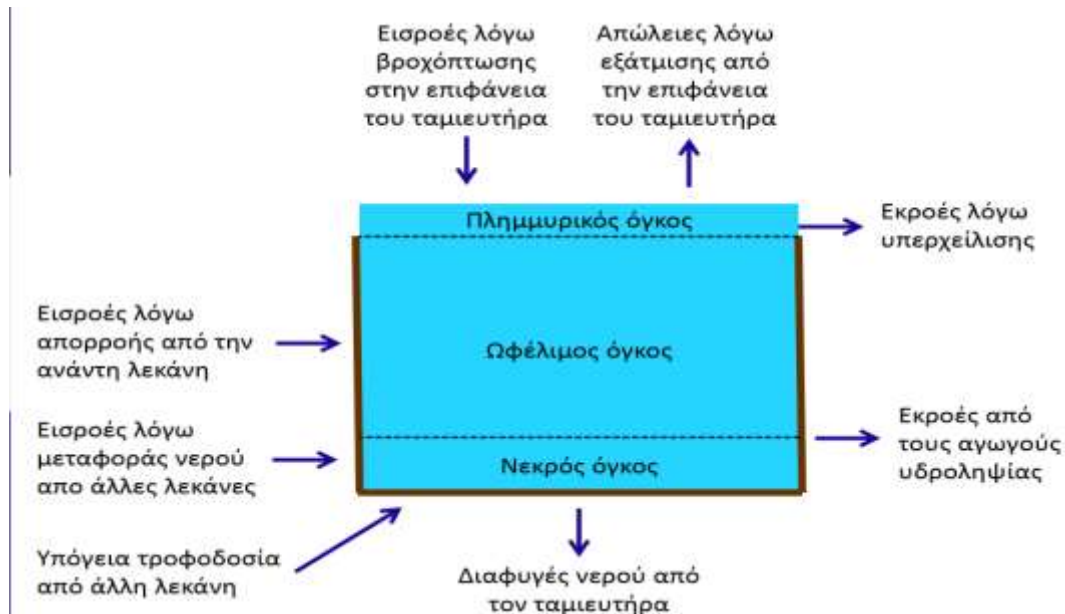 Εισροές λόγω
βροχόπτωσης
στην επιφάνεια
του ταμιευτήρα
Απώλειες λόγω
εξάτμισης από
την επιφάνεια
του ταμιευτήρα
Πλημμυρικός όγκος
Εκροές λόγω
υπερχείλισης
Εισροές λόγω
απορροής από την
ανάντη λεκάνη
Ωφέλιμος όγκος
Εισροές λόγω
μεταφοράς νερού
απο άλλες λεκάνες
Εκροές από
τους αγωγούς
υδροληψίας
Νεκρός όγκος
Υπόγεια τροφοδοσία
από άλλη λεκάνη
Διαφυγές νερού από
τον ταμιευτήρα